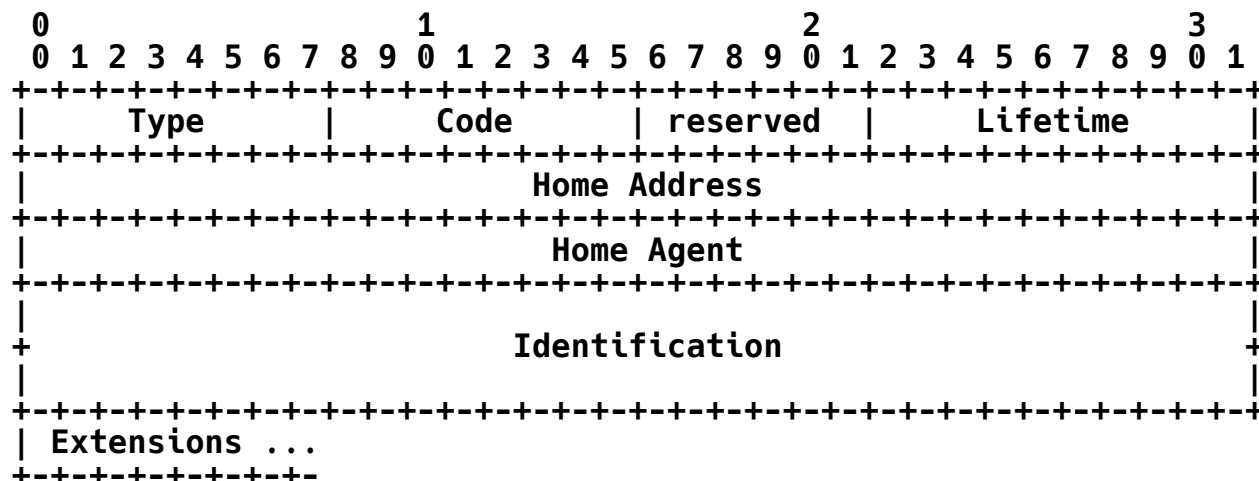 0                   1                   2                   3
 0 1 2 3 4 5 6 7 8 9 0 1 2 3 4 5 6 7 8 9 0 1 2 3 4 5 6 7 8 9 0 1
+-+-+-+-+-+-+-+-+-+-+-+-+-+-+-+-+-+-+-+-+-+-+-+-+-+-+-+-+-+-+-+-+
|     Type      |     Code      | reserved  |     Lifetime      |
+-+-+-+-+-+-+-+-+-+-+-+-+-+-+-+-+-+-+-+-+-+-+-+-+-+-+-+-+-+-+-+-+
|                          Home Address                         |
+-+-+-+-+-+-+-+-+-+-+-+-+-+-+-+-+-+-+-+-+-+-+-+-+-+-+-+-+-+-+-+-+
|                           Home Agent                          |
+-+-+-+-+-+-+-+-+-+-+-+-+-+-+-+-+-+-+-+-+-+-+-+-+-+-+-+-+-+-+-+-+
|                                                               |
+                         Identification                        +
|                                                               |
+-+-+-+-+-+-+-+-+-+-+-+-+-+-+-+-+-+-+-+-+-+-+-+-+-+-+-+-+-+-+-+-+
| Extensions ...
+-+-+-+-+-+-+-+-